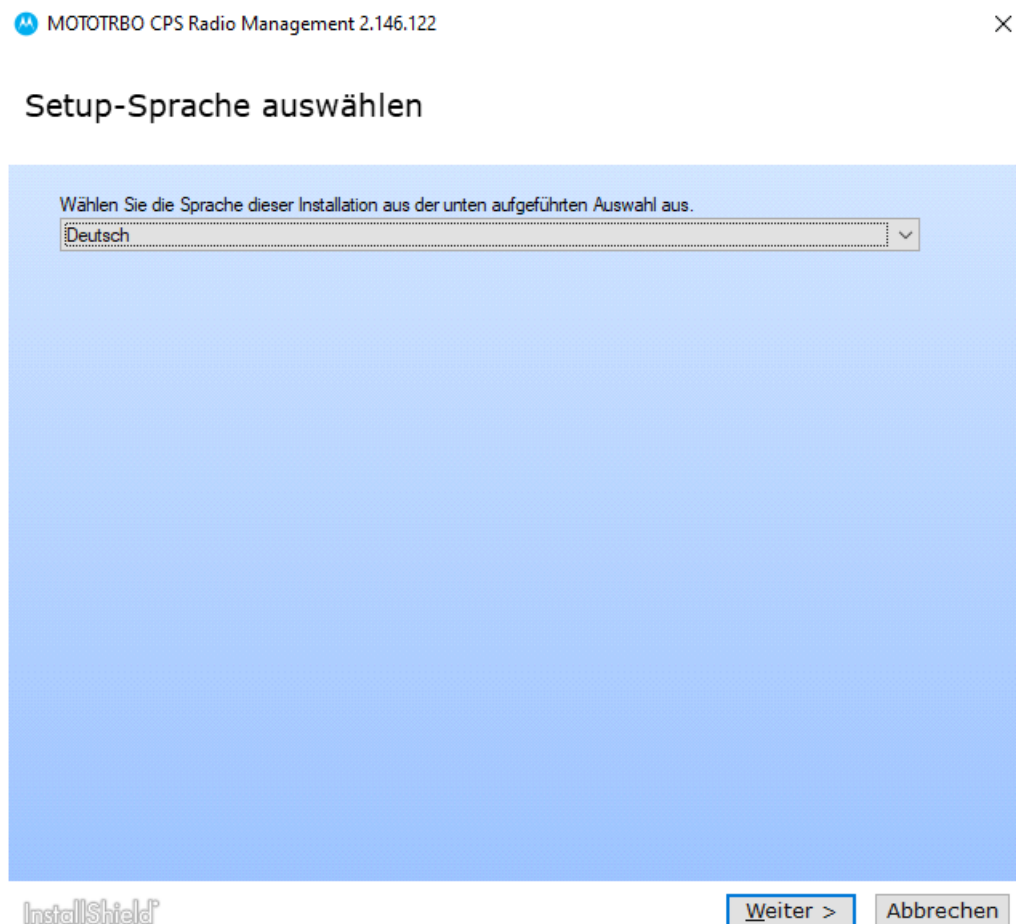 MOTOTRBO CPS Radio Management 2.146.122
Setup-Sprache auswählen
Wählen Sie die Sprache dieser Installation aus der unten aufgeführten Auswahl aus.
Deutsch
InstallShield
Weiter > Abbrechen